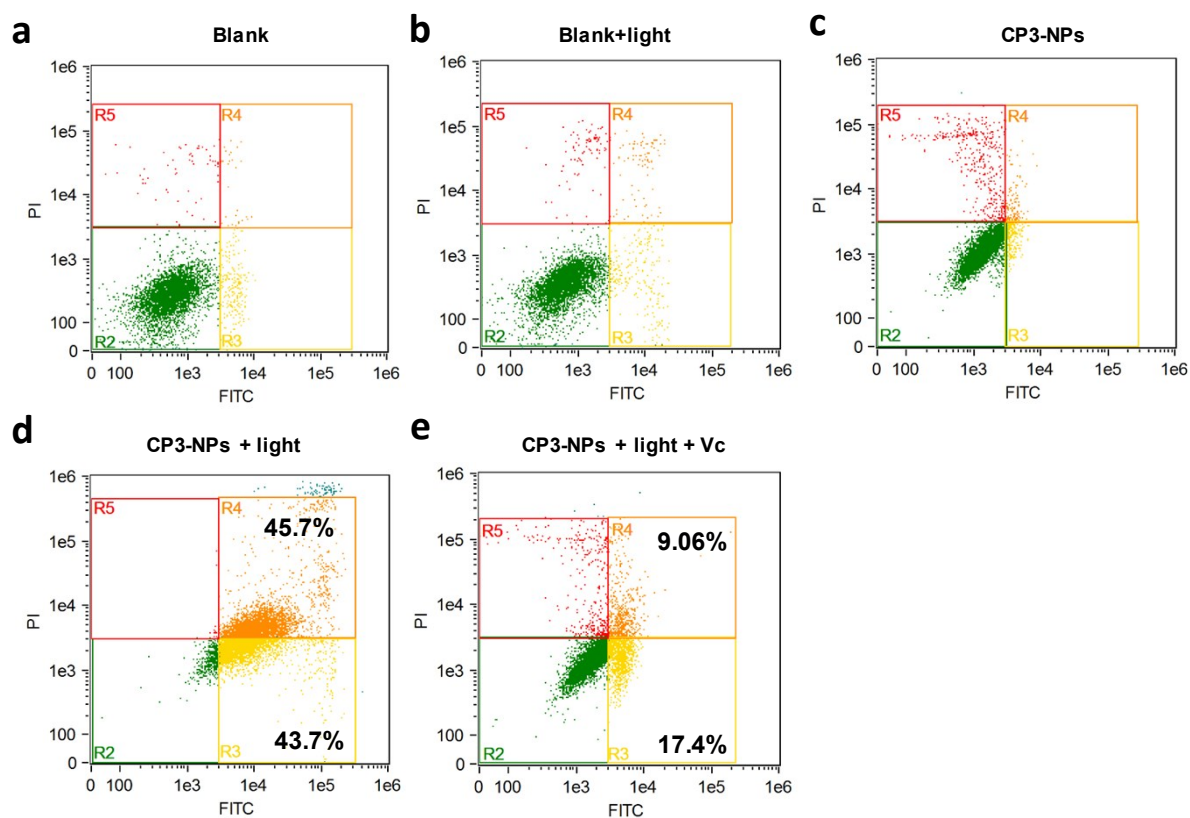 a
Blank
1e6
1e5
1e4
1e3
100
0
PI
R5
R4
R2
R3
0 100 1e3 1e4 1e5 1e6
FITC
b
Blank+light
1e6
1e5
1e4
1e3
100
0
PI
R5
R4
R2
R3
0 100 1e3 1e4 1e5 1e6
FITC
c
CP3-NPs
1e6
1e5
1e4
1e3
100
0
PI
R5
R4
R2
R3
0 100 1e3 1e4 1e5 1e6
FITC
d
CP3-NPs + light
1e6
1e5
1e4
1e3
100
0
PI
R5
R4
45.7%
R2
R3
43.7%
0 100 1e3 1e4 1e5 1e6
FITC
e
CP3-NPs + light + Vc
1e6
1e5
1e4
1e3
100
0
PI
R5
R4
9.06%
R2
R3
17.4%
0 100 1e3 1e4 1e5 1e6
FITC